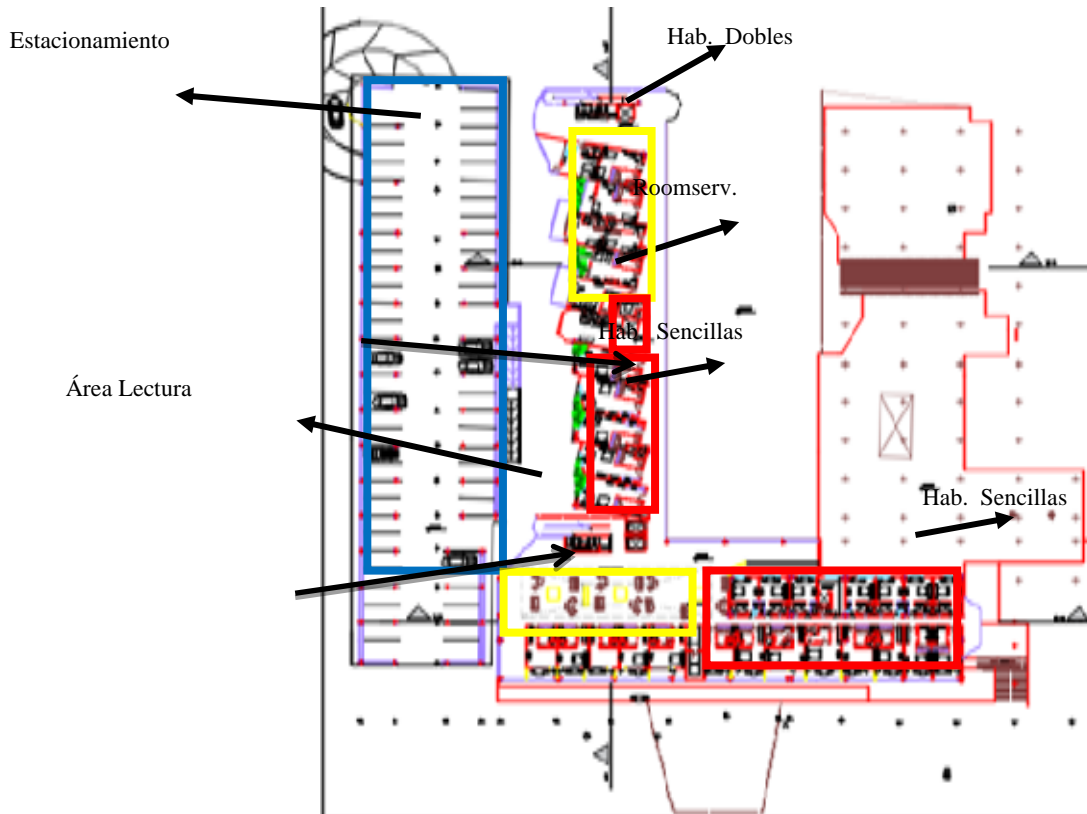 Estacionamiento
Hab. Dobles
Roomserv.
Hab. Sencillas
Área Lectura
Hab. Sencillas